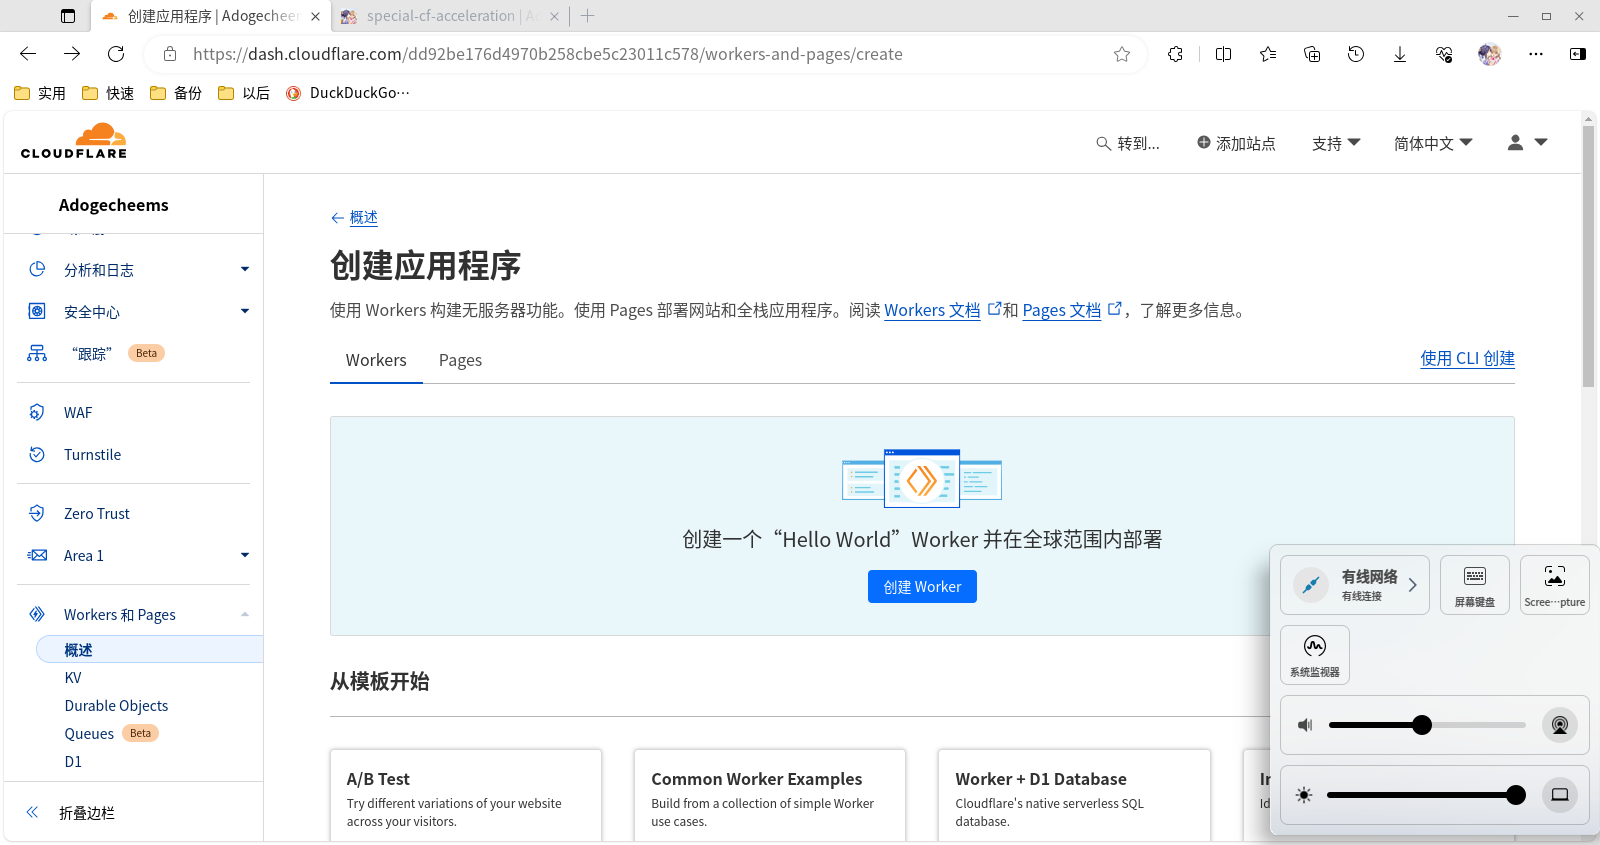 创建应用程序 | Adogecheem
special-cf-acceleration | Ad
https://dash.cloudflare.com/dd92be176d4970b258cbe5c23011c578/workers-and-pages/create
实用 快速 备份 以后 DuckDuckGo…
CLOUDFLARE
转到... 添加站点 支持 简体中文
Adogecheems
分析和日志
安全中心
“跟踪” Beta
WAF
Turnstile
Zero Trust
Area 1
Workers 和 Pages
概述
KV
Durable Objects
Queues Beta
D1
折叠边栏
概述
创建应用程序
使用 Workers 构建无服务器功能。使用 Pages 部署网站和全栈应用程序。阅读 Workers 文档 和 Pages 文档 ，了解更多信息。
Workers Pages 使用 CLI 创建
创建一个“Hello World”Worker 并在全球范围内部署
创建 Worker
从模板开始
A/B Test
Try different variations of your website
across your visitors.
Common Worker Examples
Build from a collection of simple Worker
use cases.
Worker + D1 Database
Cloudflare's native serverless SQL
database.
有线网络
有线连接
屏幕键盘
Scree…pture
系统监视器